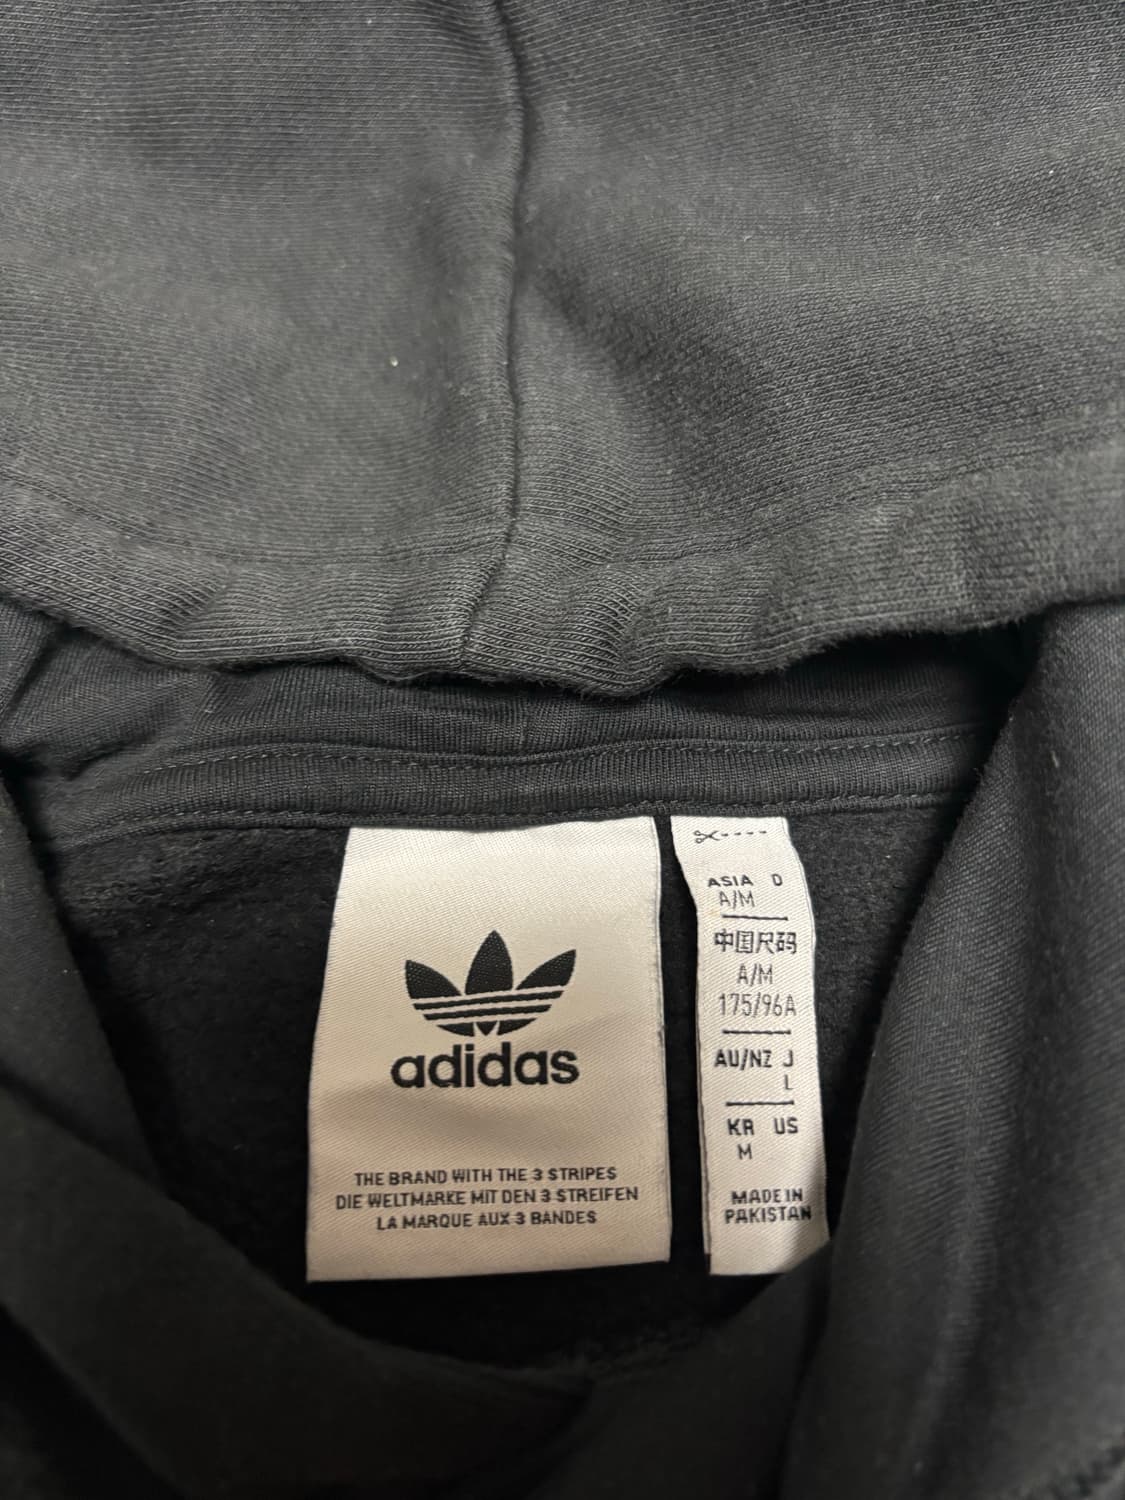 adidas
THE BRAND WITH THE 3 STRIPES
DIE WELTMARKE MIT DEN 3 STREIFEN
LA MARQUE AUX 3 BANDES
ASIA D
A/M
中国尺码
A/M
175/96A
AU/NZ J
L
KR US
M
MADE IN
PAKISTAN